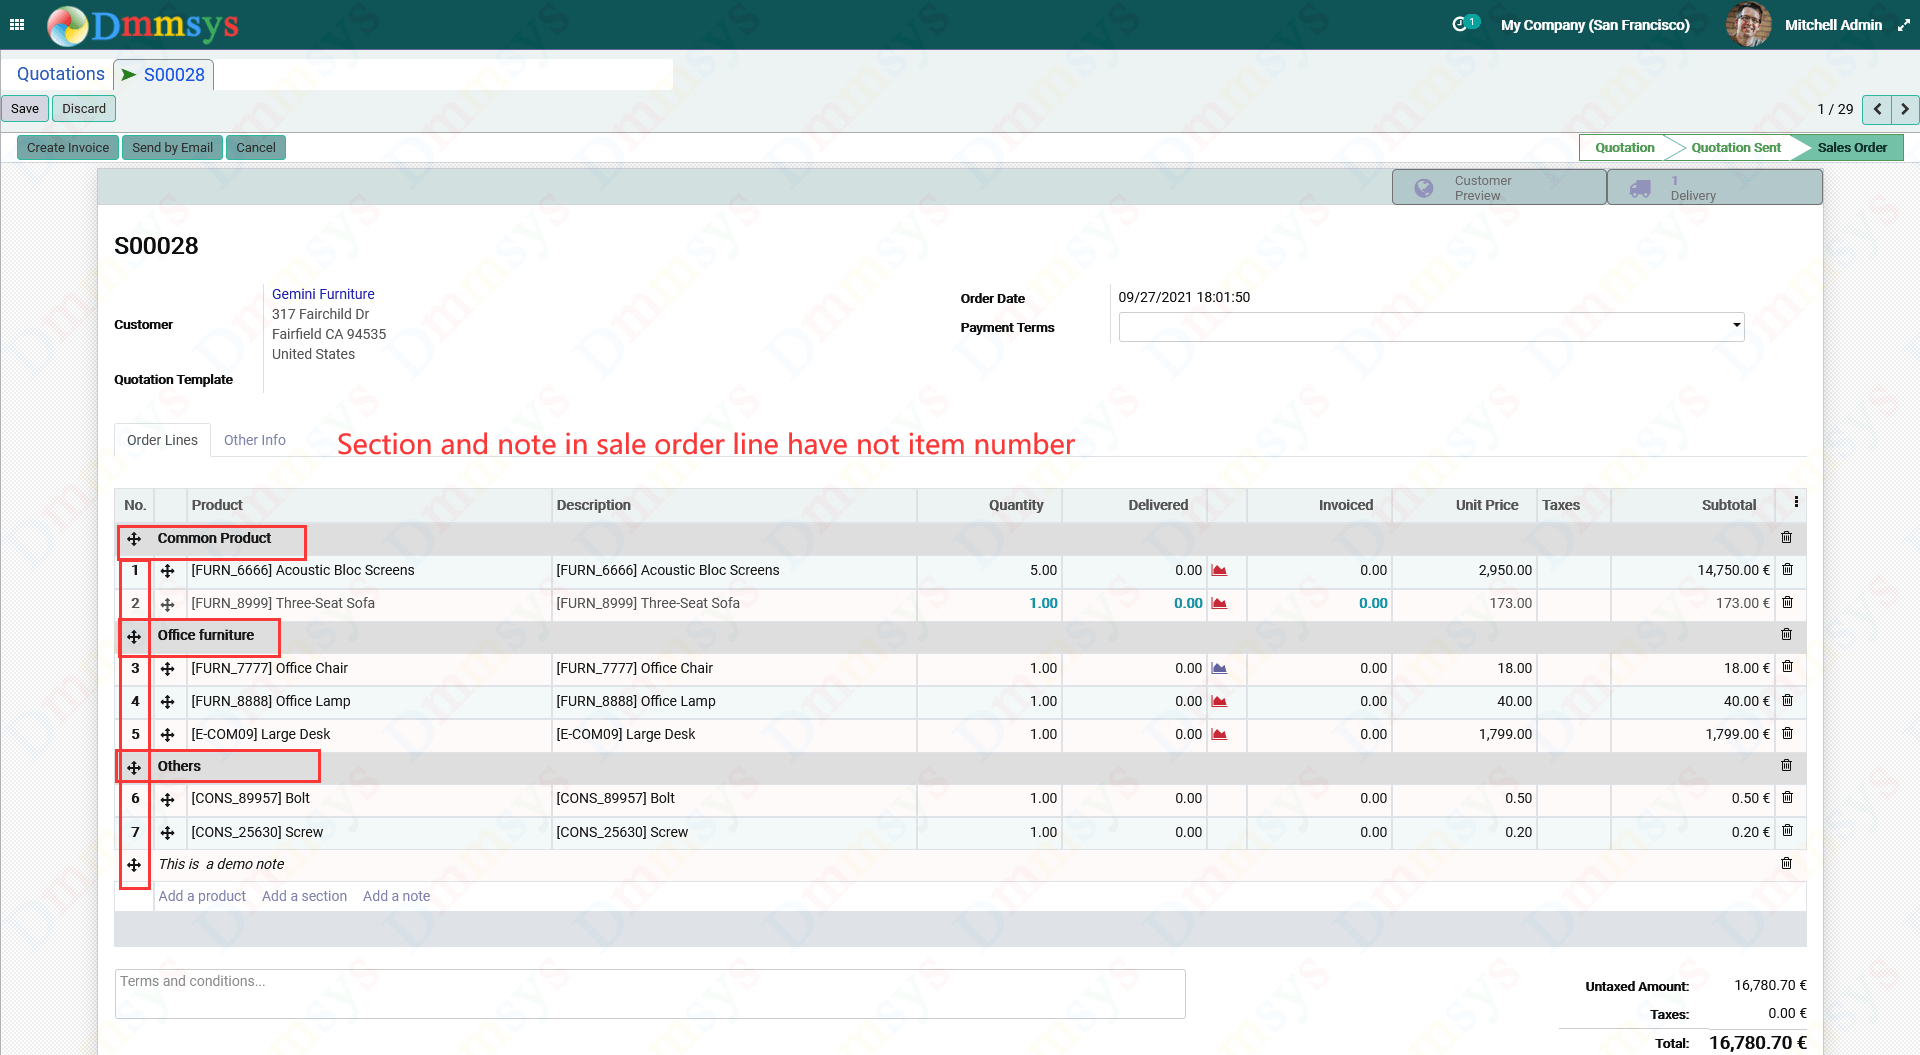 Dmmsys
1
My Company (San Francisco)
Mitchell Admin
Quotations
S00028
Save
Discard
1 / 29
Create Invoice
Send by Email
Cancel
Quotation
Quotation Sent
Sales Order
Customer
Preview
1
Delivery
S00028
Customer
Gemini Furniture
317 Fairchild Dr
Fairfield CA 94535
United States
Quotation Template
Order Date
09/27/2021 18:01:50
Payment Terms
Order Lines
Other Info
Section and note in sale order line have not item number
No. Product Description Quantity Delivered Invoiced Unit Price Taxes Subtotal
Common Product
1 [FURN_6666] Acoustic Bloc Screens [FURN_6666] Acoustic Bloc Screens 5.00 0.00 0.00 2,950.00 14,750.00 €
2 [FURN_8999] Three-Seat Sofa [FURN_8999] Three-Seat Sofa 1.00 0.00 0.00 173.00 173.00 €
Office furniture
3 [FURN_7777] Office Chair [FURN_7777] Office Chair 1.00 0.00 0.00 18.00 18.00 €
4 [FURN_8888] Office Lamp [FURN_8888] Office Lamp 1.00 0.00 0.00 40.00 40.00 €
5 [E-COM09] Large Desk [E-COM09] Large Desk 1.00 0.00 0.00 1,799.00 1,799.00 €
Others
6 [CONS_89957] Bolt [CONS_89957] Bolt 1.00 0.00 0.00 0.50 0.50 €
7 [CONS_25630] Screw [CONS_25630] Screw 1.00 0.00 0.00 0.20 0.20 €
This is a demo note
Add a product Add a section Add a note
Terms and conditions...
Untaxed Amount: 16,780.70 €
Taxes: 0.00 €
Total: 16,780.70 €